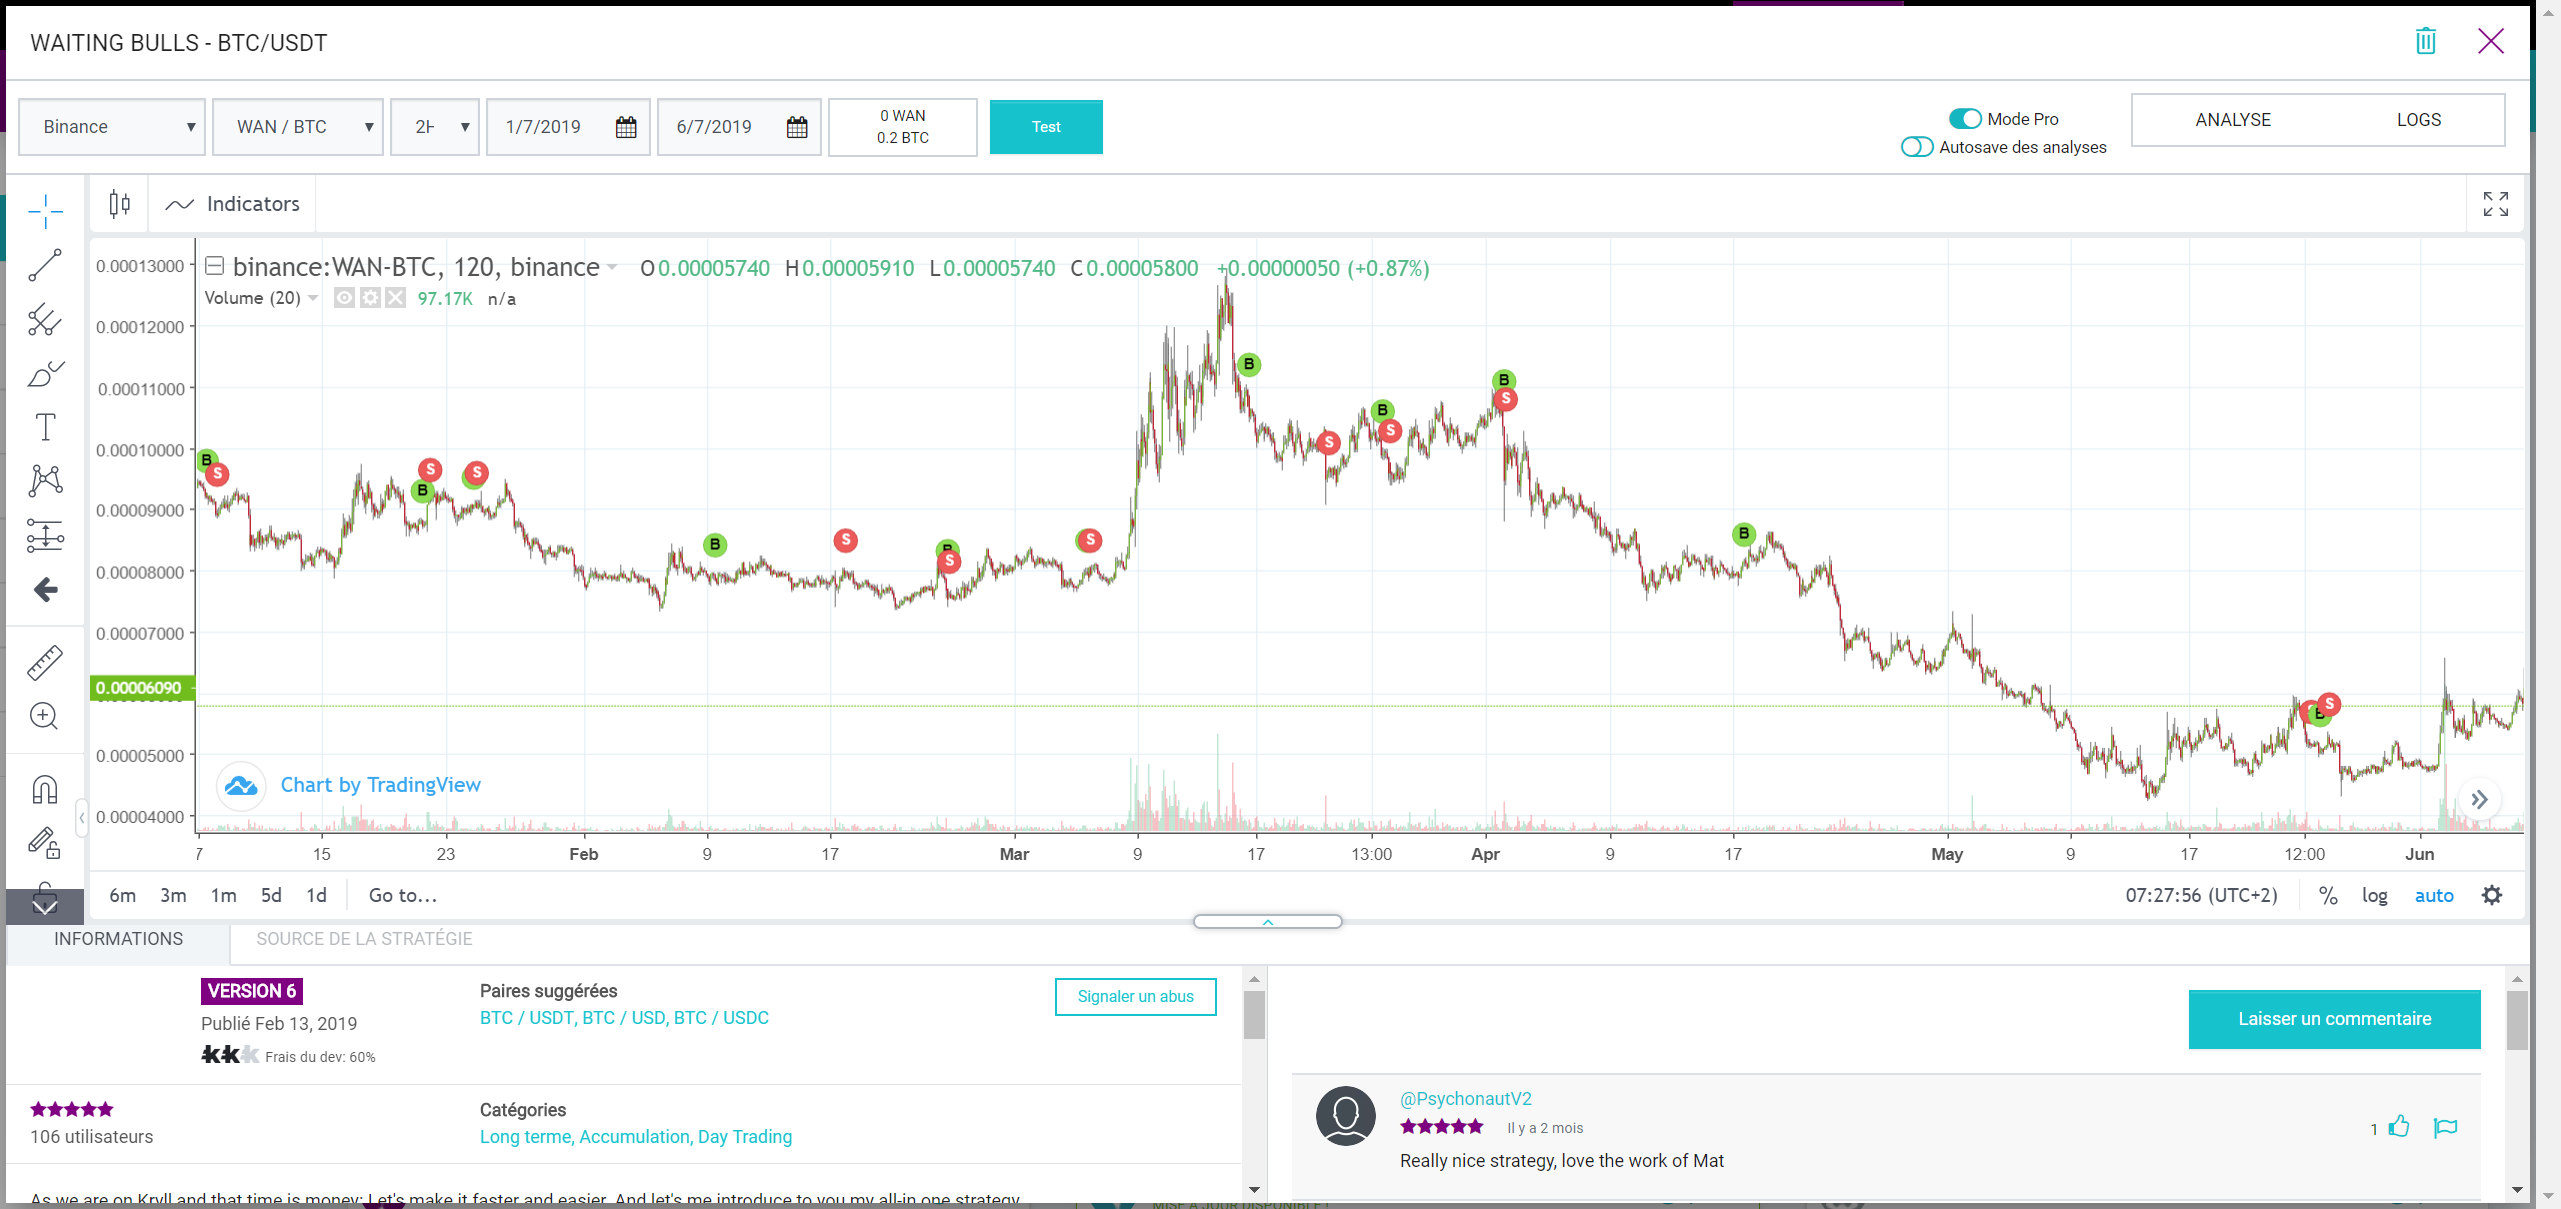 WAITING BULLS - BTC/USDT
Binance
WAN / BTC
1/7/2019
6/7/2019
0 WAN
0.2 BTC
Test
Mode Pro
Autosave des analyses
ANALYSE
LOGS
Indicators
binance:WAN-BTC, 120, binance O0.00005740 H0.00005910 L0.00005740 C0.00005800 +0.00000050 (+0.87%)
Volume (20) 97.17K n/a
0.00013000
0.00012000
0.00011000
0.00010000
0.00009000
0.00008000
0.00007000
0.00006090
0.00005000
0.00004000
B S B S S B S B S S B S B S B S B B S
Chart by TradingView
7 15 23 Feb 9 17 Mar 9 17 13:00 Apr 9 17 May 9 17 12:00 Jun
6m 3m 1m 5d 1d Go to...
07:27:56 (UTC+2) % log auto
INFORMATIONS
SOURCE DE LA STRATÉGIE
VERSION 6
Publié Feb 13, 2019
Frais du dev: 60%
Paires suggérées
BTC / USDT, BTC / USD, BTC / USDC
Signaler un abus
106 utilisateurs
Catégories
Long terme, Accumulation, Day Trading
As we are on Kryll and that time is money: Let's make it faster and easier. And let's me introduce to you my all-in one strategy
Laisser un commentaire
@PsychonautV2
Il y a 2 mois
1
Really nice strategy, love the work of Mat
MISE À JOUR DISPONIBLE !